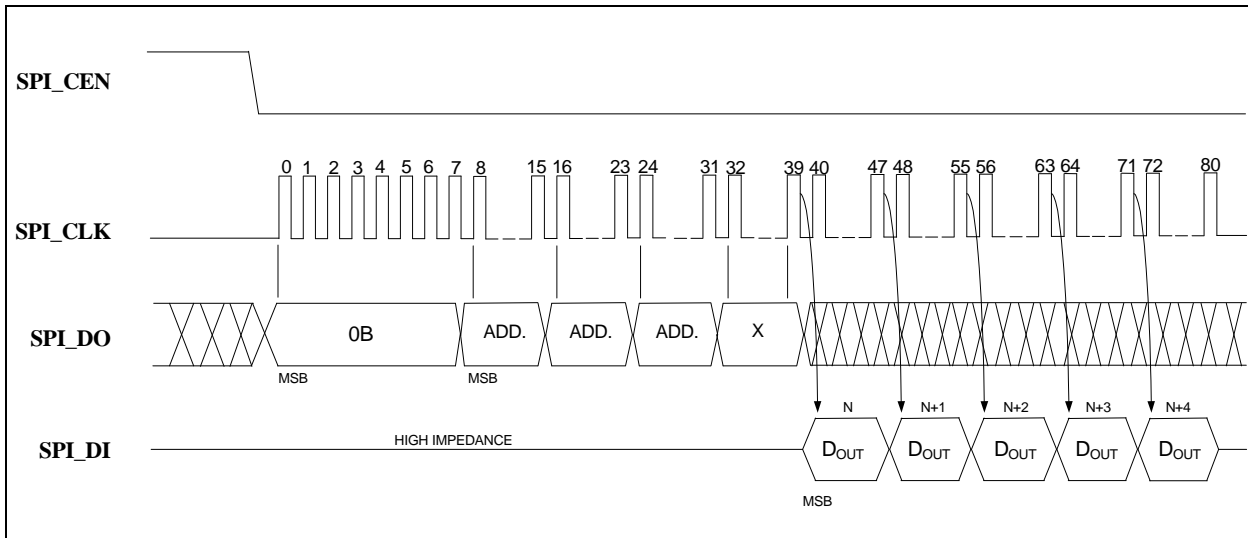 SPI_CEN
0 1 2 3 4 5 6 7 8 15 16 23 24 31 32 39 40 47 48 55 56 63 64 71 72 80
SPI_CLK
SPI_DO
0B ADD. ADD. ADD. X
MSB MSB
N N+1 N+2 N+3 N+4
SPI_DI
HIGH IMPEDANCE
DOUT DOUT DOUT DOUT DOUT
MSB